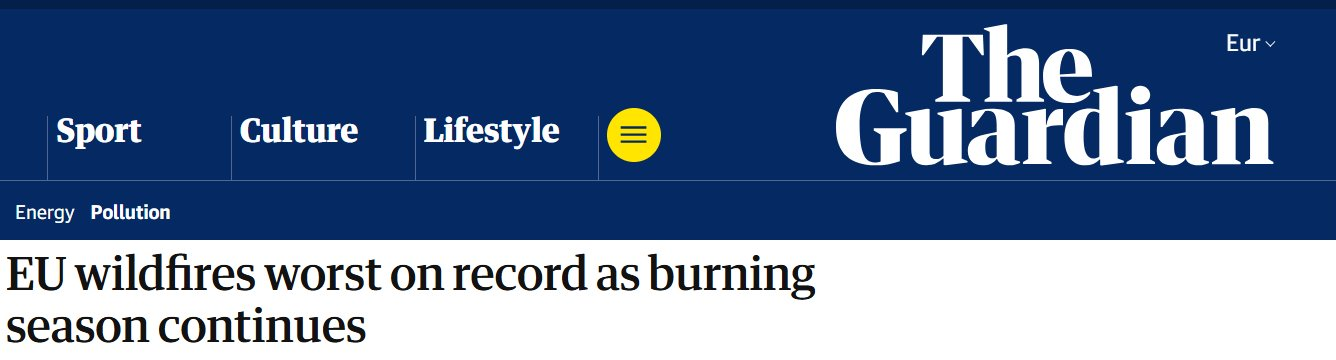 Eur
The
Guardian
Sport Culture Lifestyle
Energy Pollution
EU wildfires worst on record as burning
season continues